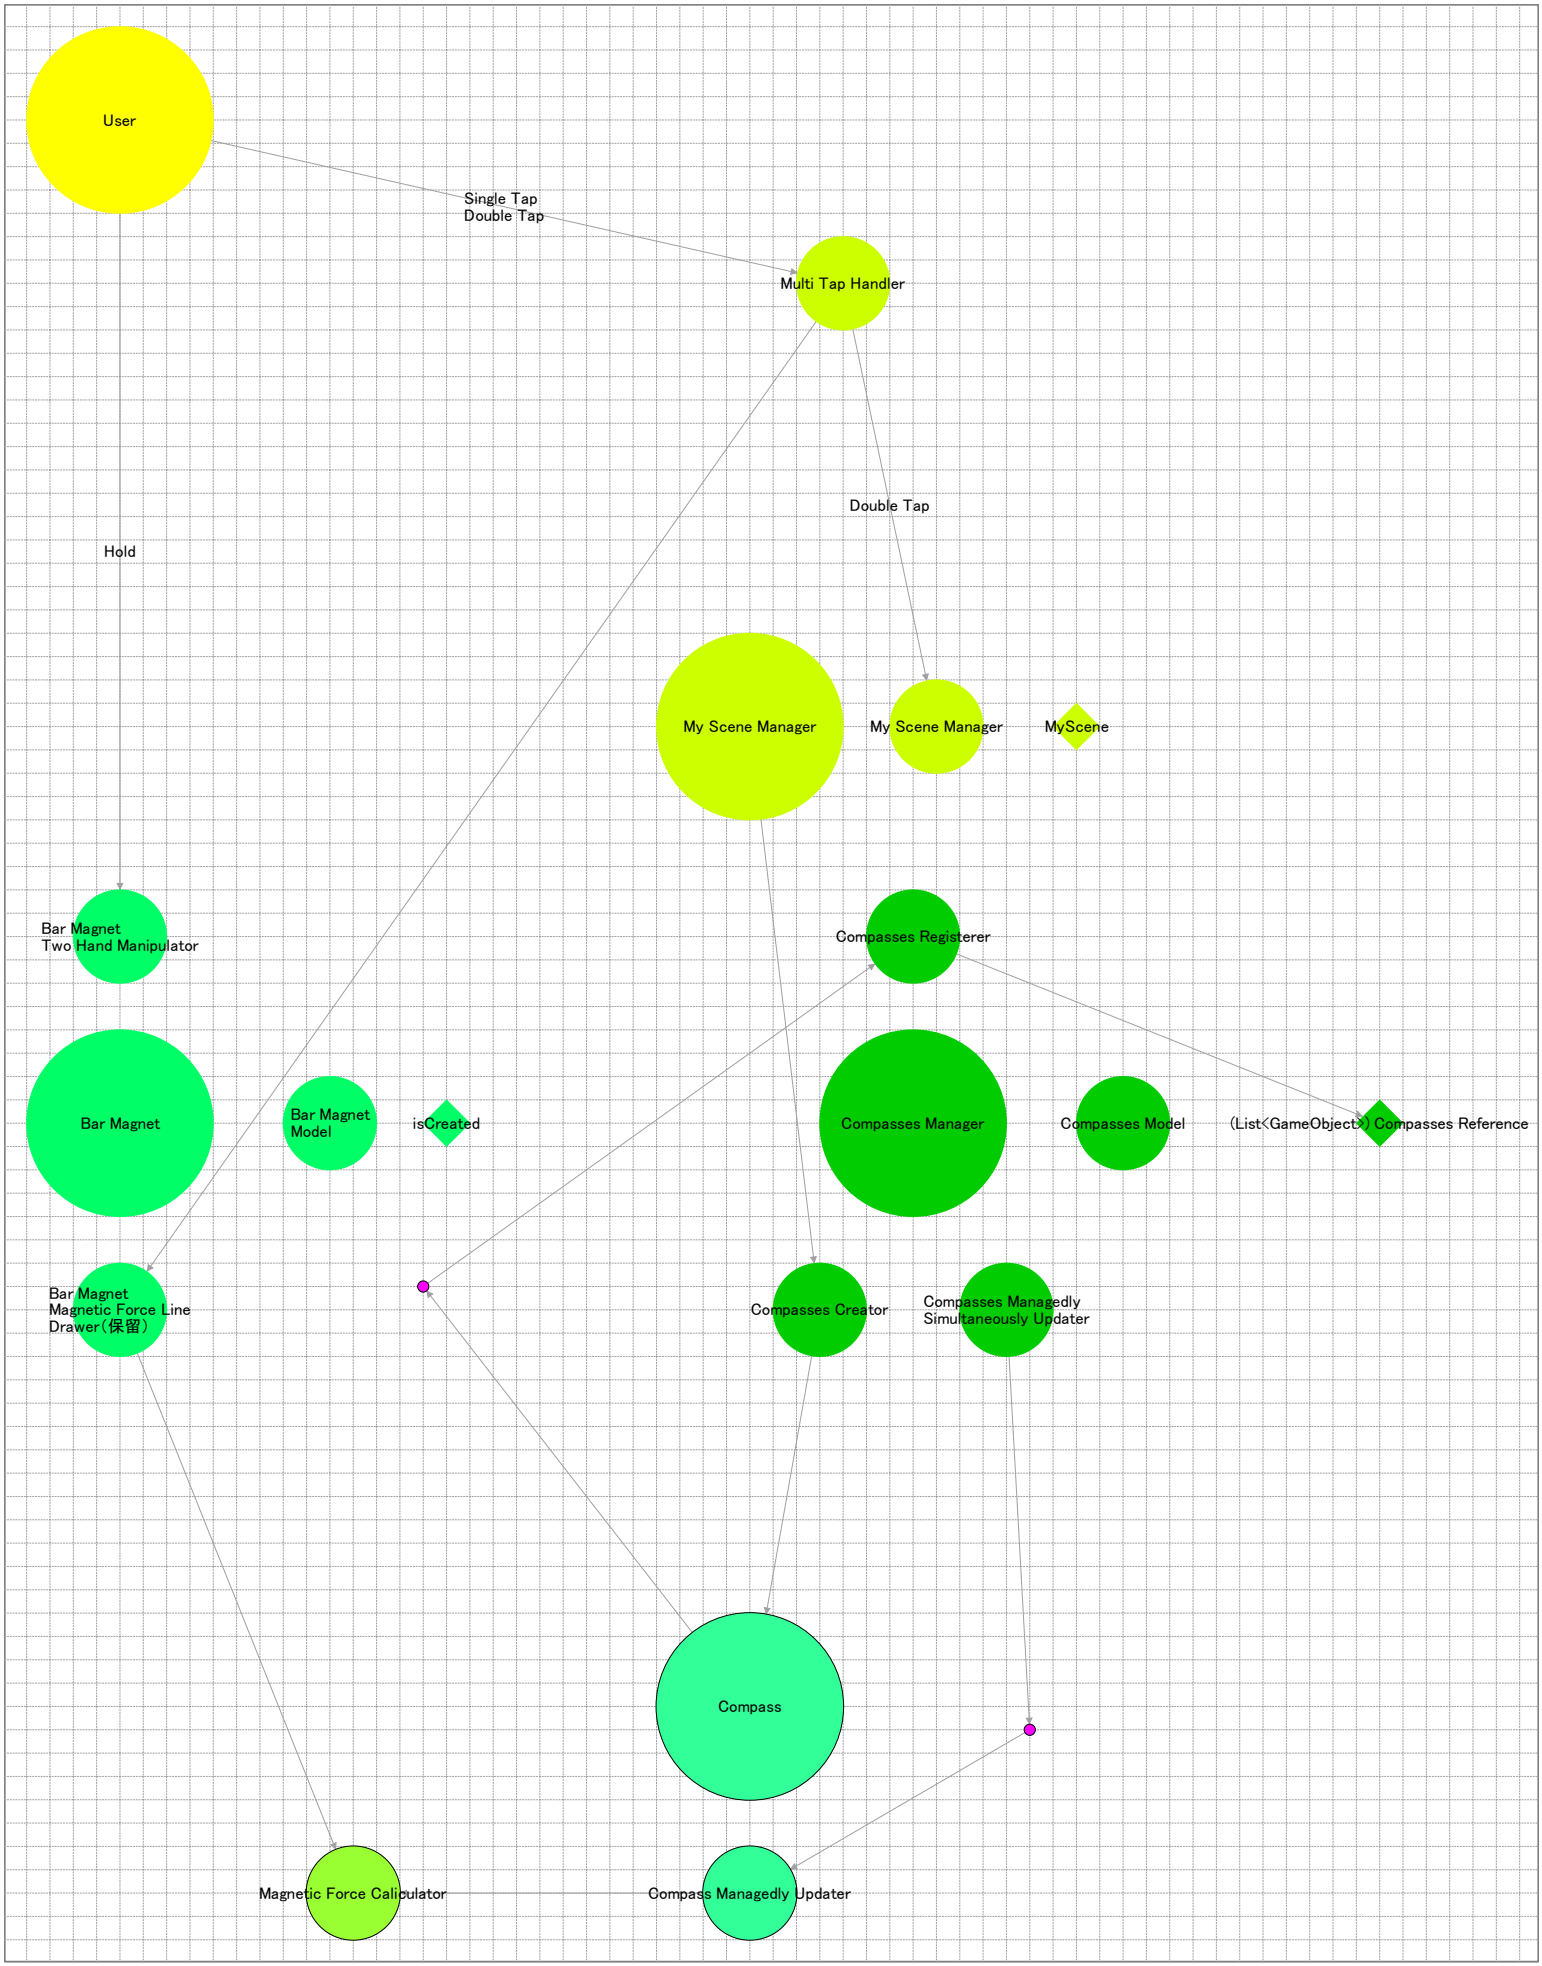 User
Single Tap
Double Tap
Multi Tap Handler
Double Tap
Hold
My Scene Manager
My Scene Manager
MyScene
Bar Magnet
Two Hand Manipulator
Compasses Registerer
Bar Magnet
Bar Magnet
Model
isCreated
Compasses Manager
Compasses Model
(List<GameObject>) Compasses Reference
Bar Magnet
Magnetic Force Line
Drawer(保留)
Compasses Creator
Compasses Managedly
Simultaneously Updater
Compass
Magnetic Force Caliculator
Compass Managedly Updater